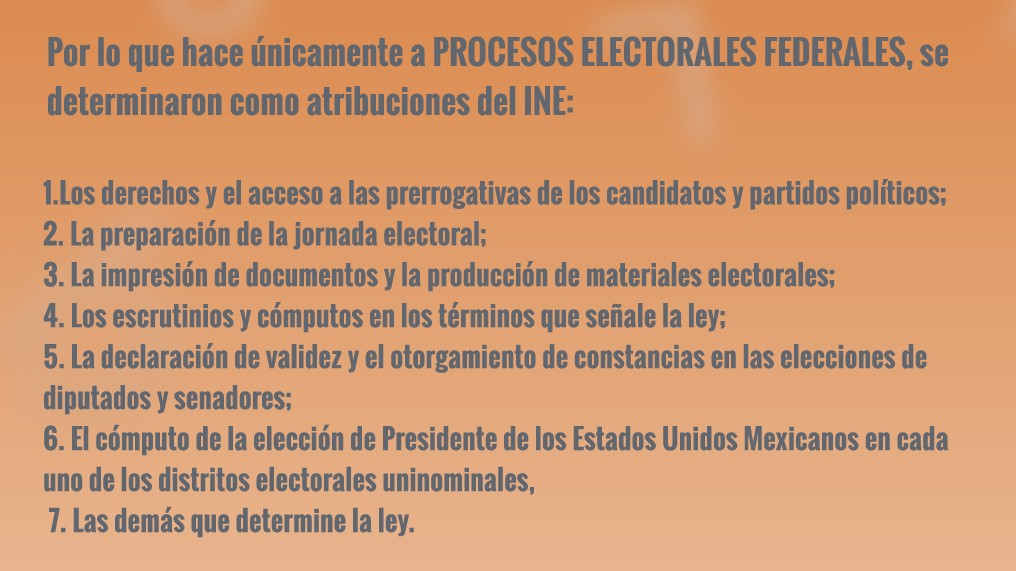 Por lo que hace únicamente a PROCESOS ELECTORALES FEDERALES, se
determinaron como atribuciones del INE:
1.Los derechos y el acceso a las prerrogativas de los candidatos y partidos políticos;
2. La preparación de la jornada electoral;
3. La impresión de documentos y la producción de materiales electorales;
4. Los escrutinios y cómputos en los términos que señale la ley;
5. La declaración de validez y el otorgamiento de constancias en las elecciones de
diputados y senadores;
6. El cómputo de la elección de Presidente de los Estados Unidos Mexicanos en cada
uno de los distritos electorales uninominales,
7. Las demás que determine la ley.